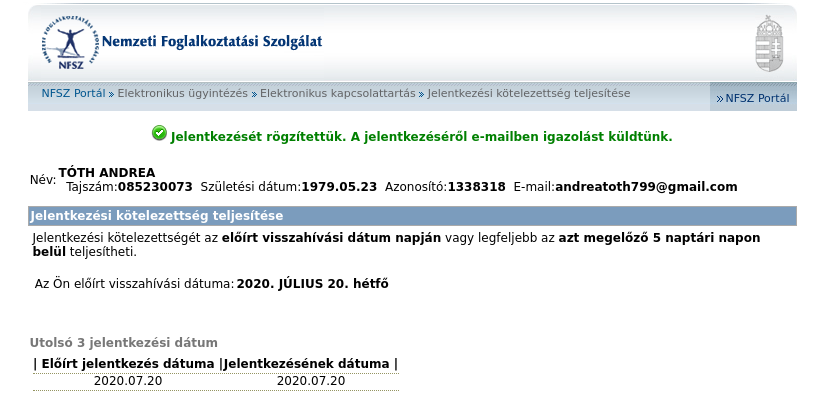 NEMZETI FOGLALKOZTATÁSI SZOLGÁLAT
NFSZ
Nemzeti Foglalkoztatási Szolgálat
NFSZ Portál » Elektronikus ügyintézés » Elektronikus kapcsolattartás » Jelentkezési kötelezettség teljesítése
» NFSZ Portál
Jelentkezését rögzítettük. A jelentkezéséről e-mailben igazolást küldtünk.
Név: TÓTH ANDREA
Tajszám:085230073 Születési dátum:1979.05.23 Azonosító:1338318 E-mail:andreatoth799@gmail.com
Jelentkezési kötelezettség teljesítése
Jelentkezési kötelezettségét az előírt visszahívási dátum napján vagy legfeljebb az azt megelőző 5 naptári napon
belül teljesítheti.
Az Ön előírt visszahívási dátuma: 2020. JÚLIUS 20. hétfő
Utolsó 3 jelentkezési dátum
| Előírt jelentkezés dátuma |Jelentkezésének dátuma |
2020.07.20 2020.07.20